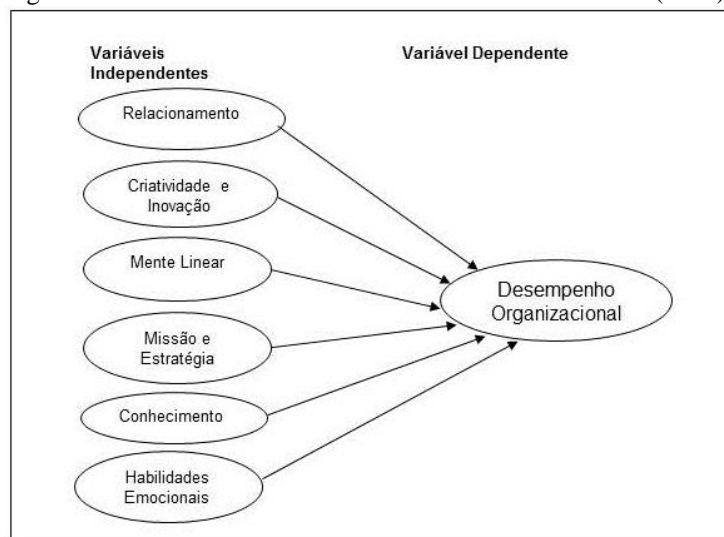 Variáveis
Independentes
Variável Dependente
Relacionamento
Criatividade e
Inovação
Mente Linear
Missão e
Estratégia
Conhecimento
Habilidades
Emocionais
Desempenho
Organizacional